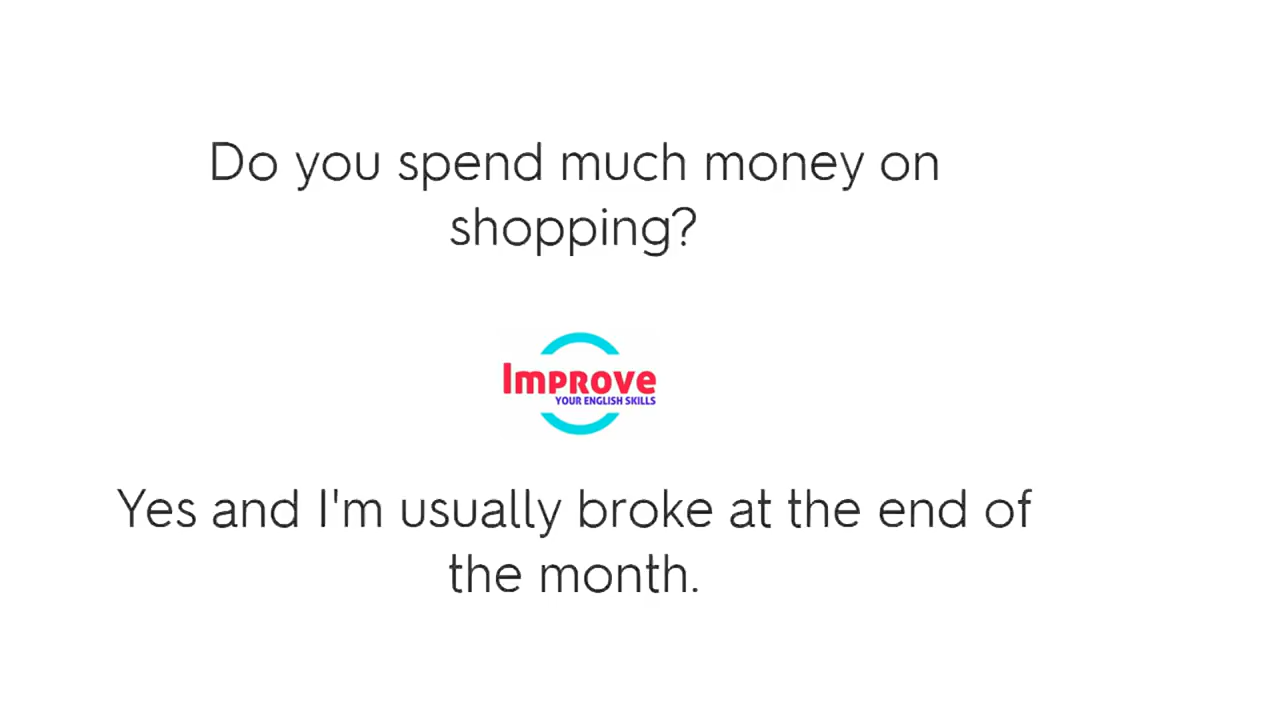 Do you spend much money on
shopping?
Improve
YOUR ENGLISH SKILLS
Yes and I'm usually broke at the end of
the month.